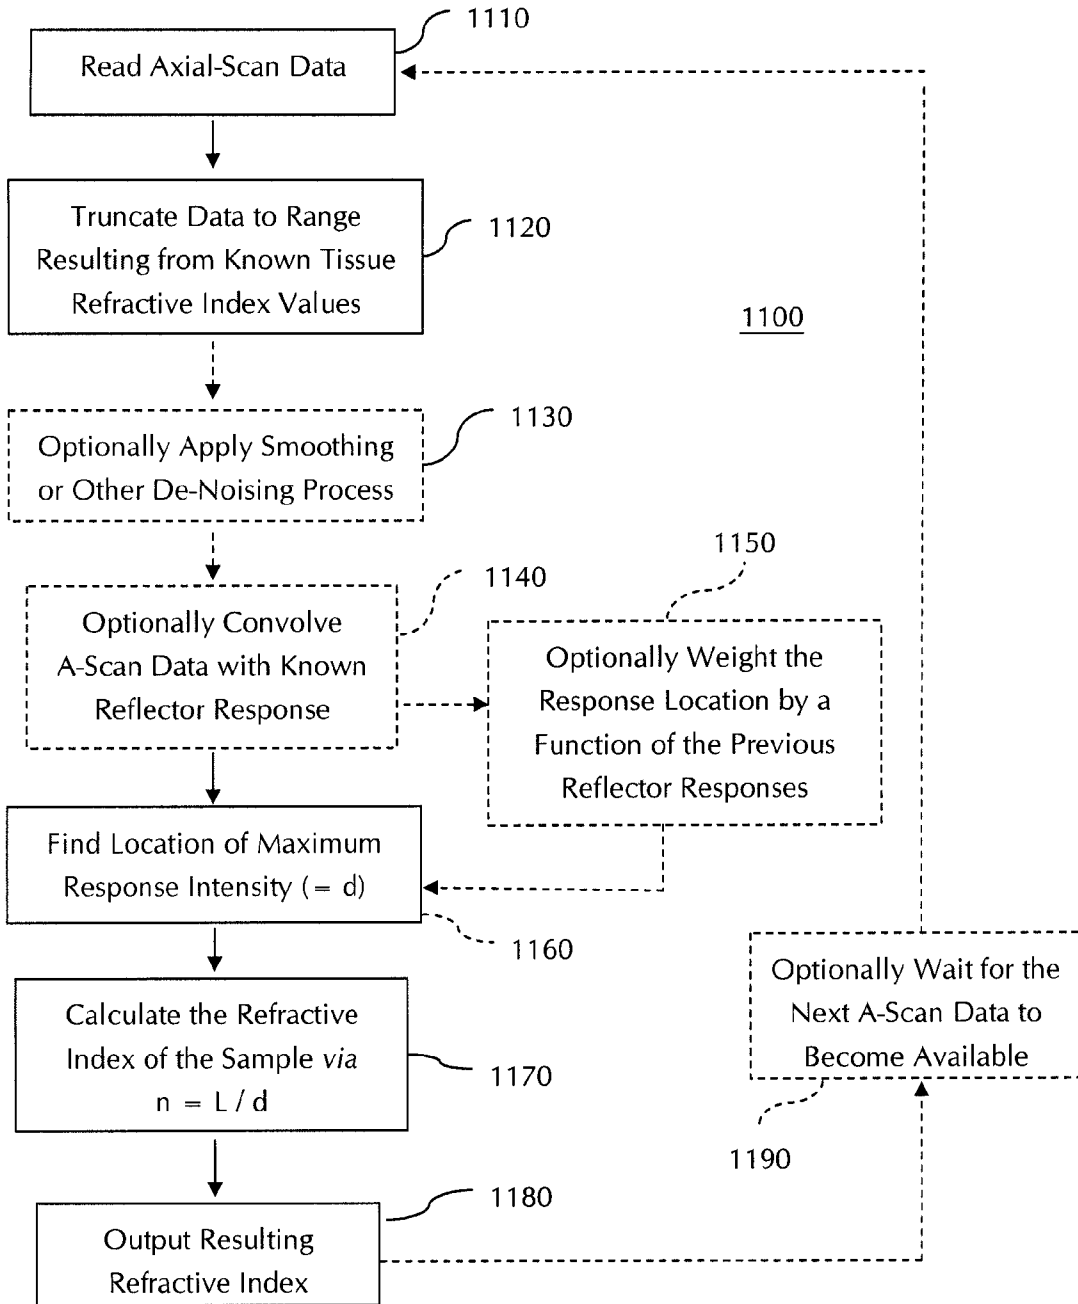 1110
Read Axial-Scan Data
Truncate Data to Range
Resulting from Known Tissue
Refractive Index Values
1120
1100
Optionally Apply Smoothing
or Other De-Noising Process
1130
Optionally Convolve
A-Scan Data with Known
Reflector Response
1140
1150
Optionally Weight the
Response Location by a
Function of the Previous
Reflector Responses
Find Location of Maximum
Response Intensity (= d)
1160
Calculate the Refractive
Index of the Sample via
n = L / d
1170
Optionally Wait for the
Next A-Scan Data to
Become Available
1190
1180
Output Resulting
Refractive Index